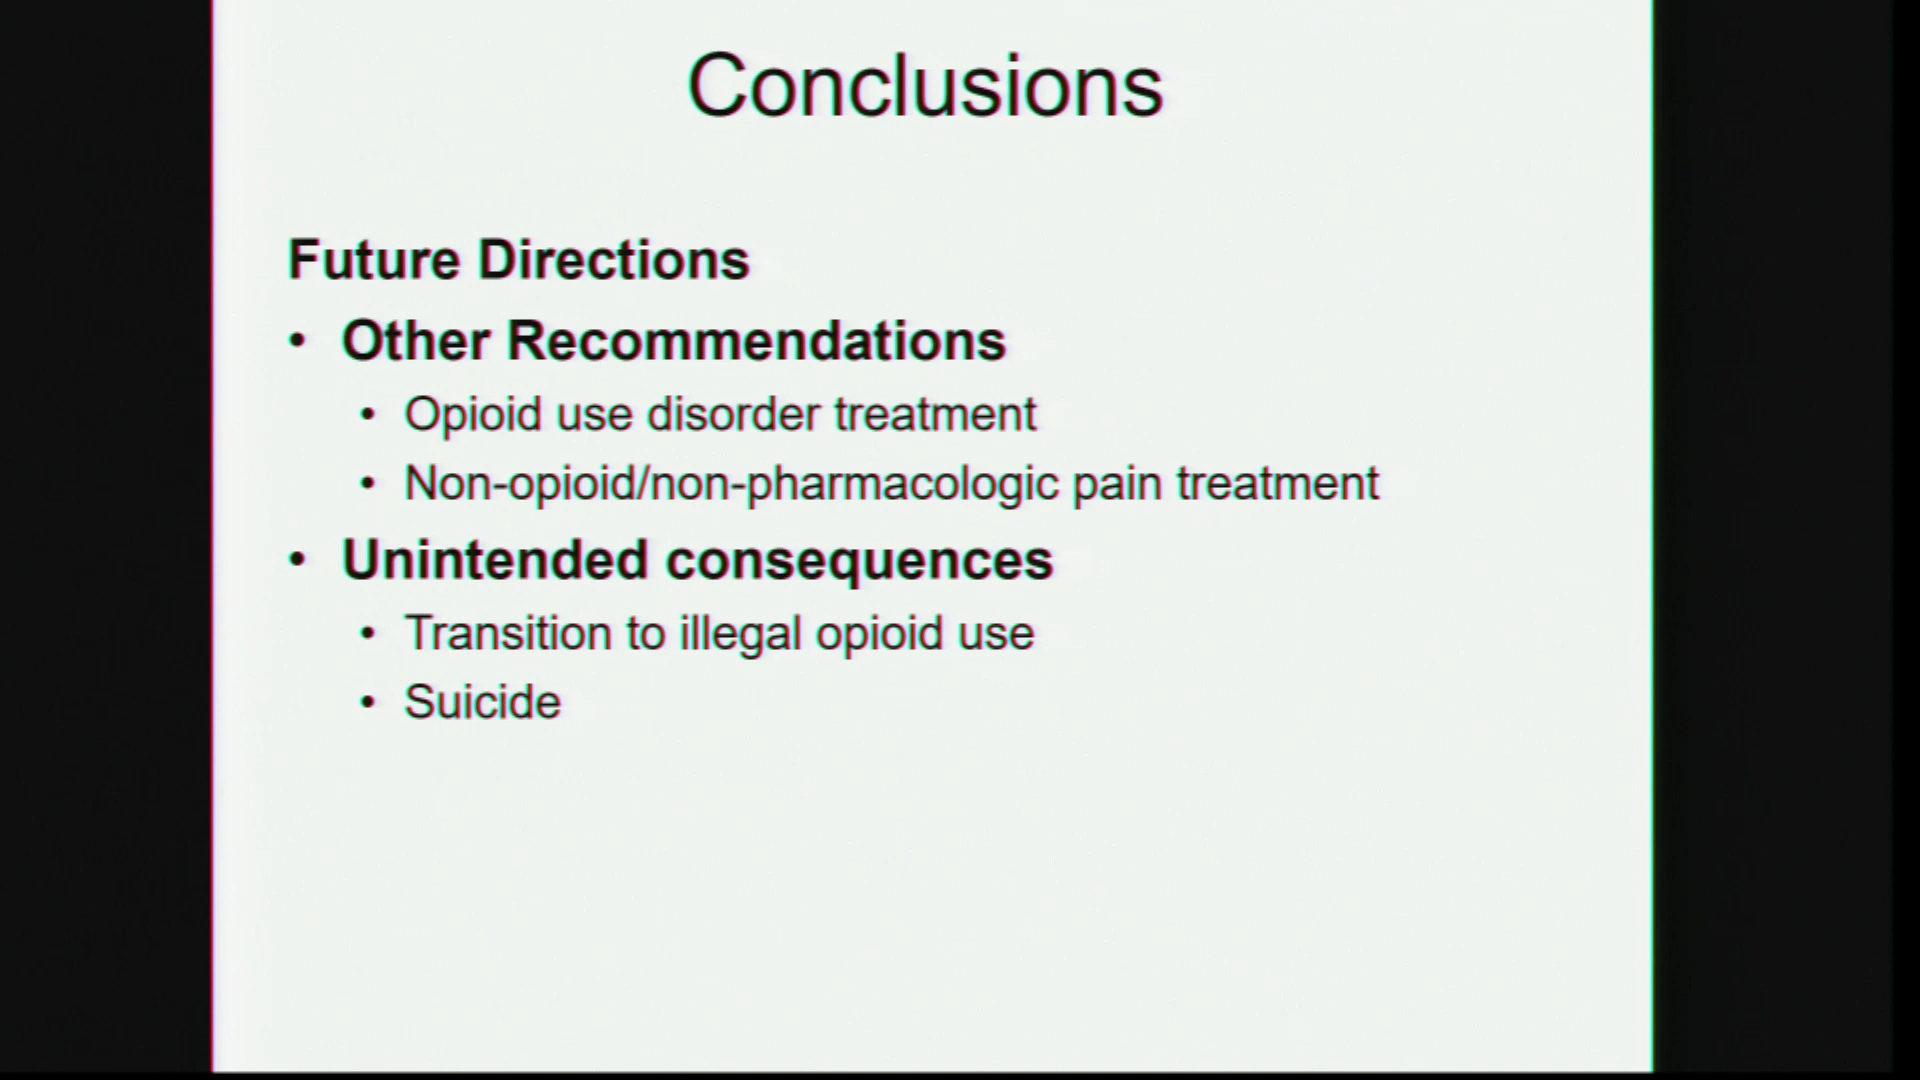 Conclusions
Future Directions
• Other Recommendations
• Opioid use disorder treatment
• Non-opioid/non-pharmacologic pain treatment
• Unintended consequences
• Transition to illegal opioid use
• Suicide